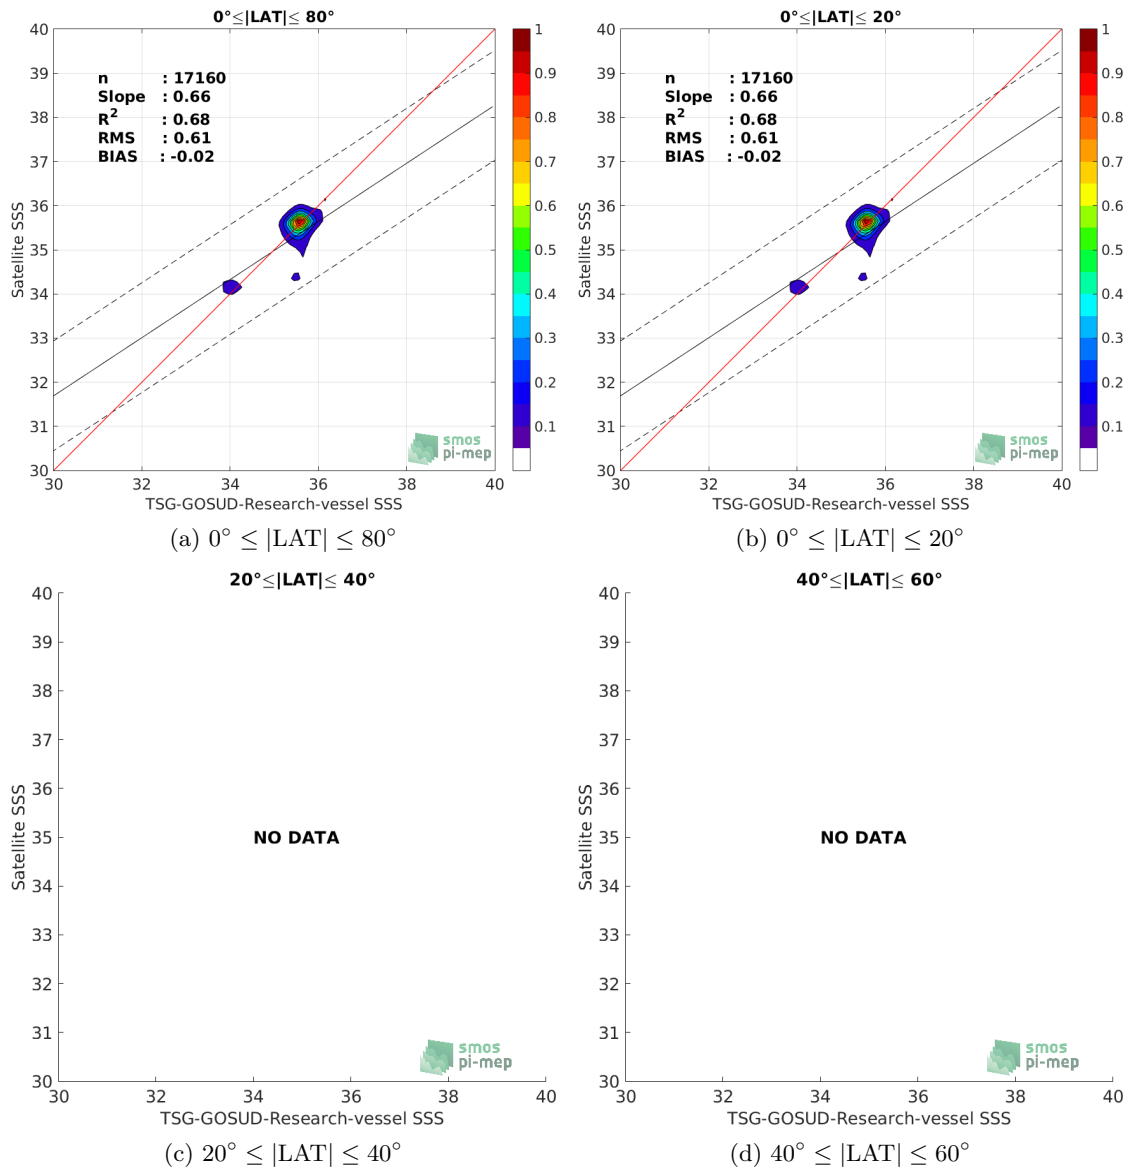 0°≤|LAT|≤ 80°
40
39
38
37
36
35
34
33
32
31
30
Satellite SSS
n : 17160
Slope : 0.66
R2 : 0.68
RMS : 0.61
BIAS : -0.02
smos
pi-mep
30 32 34 36 38 40
TSG-GOSUD-Research-vessel SSS
1
0.9
0.8
0.7
0.6
0.5
0.4
0.3
0.2
0.1
(a) 0° ≤ |LAT| ≤ 80°
0°≤|LAT|≤ 20°
40
39
38
37
36
35
34
33
32
31
30
Satellite SSS
n : 17160
Slope : 0.66
R2 : 0.68
RMS : 0.61
BIAS : -0.02
smos
pi-mep
30 32 34 36 38 40
TSG-GOSUD-Research-vessel SSS
1
0.9
0.8
0.7
0.6
0.5
0.4
0.3
0.2
0.1
(b) 0° ≤ |LAT| ≤ 20°
20°≤|LAT|≤ 40°
40
39
38
37
36
35
34
33
32
31
30
Satellite SSS
NO DATA
smos
pi-mep
30 32 34 36 38 40
TSG-GOSUD-Research-vessel SSS
(c) 20° ≤ |LAT| ≤ 40°
40°≤|LAT|≤ 60°
40
39
38
37
36
35
34
33
32
31
30
Satellite SSS
NO DATA
smos
pi-mep
30 32 34 36 38 40
TSG-GOSUD-Research-vessel SSS
(d) 40° ≤ |LAT| ≤ 60°